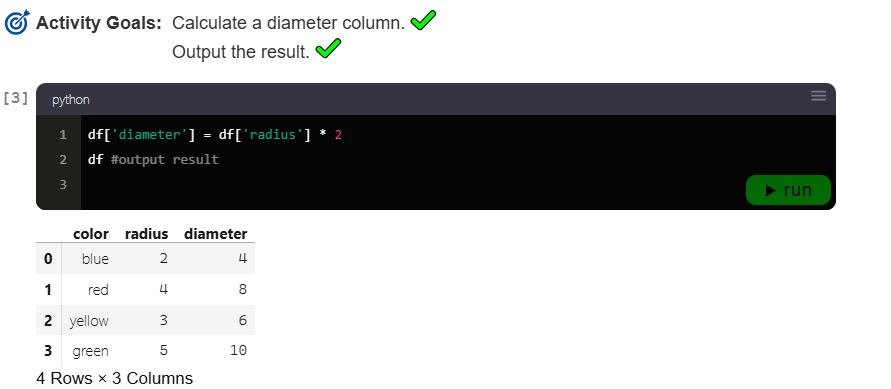 Activity Goals: Calculate a diameter column.
Output the result.
[3] python
1 df['diameter'] = df['radius'] * 2
2 df #output result
3
run
color radius diameter
0 blue 2 4
1 red 4 8
2 yellow 3 6
3 green 5 10
4 Rows × 3 Columns